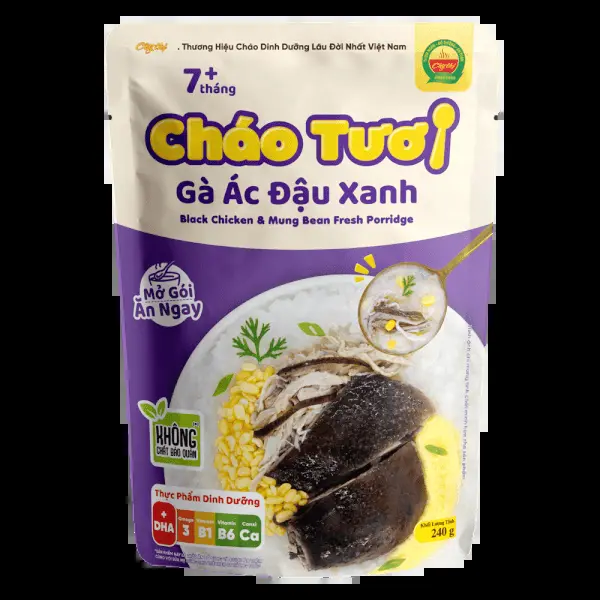 Cây Thị . Thương Hiệu Cháo Dinh Dưỡng Lâu Đời Nhất Việt Nam
Cây Thị
7+
tháng
Cháo Tươi
Gà Ác Đậu Xanh
Black Chicken & Mung Bean Fresh Porridge
Mở Gói
Ăn Ngay
KHÔNG
CHẤT BẢO QUẢN
Thực Phẩm Dinh Dưỡng
+ DHA
Omega 3
Vitamin B1
Vitamin B6
Canxi Ca
Khối Lượng Tịnh
240 g